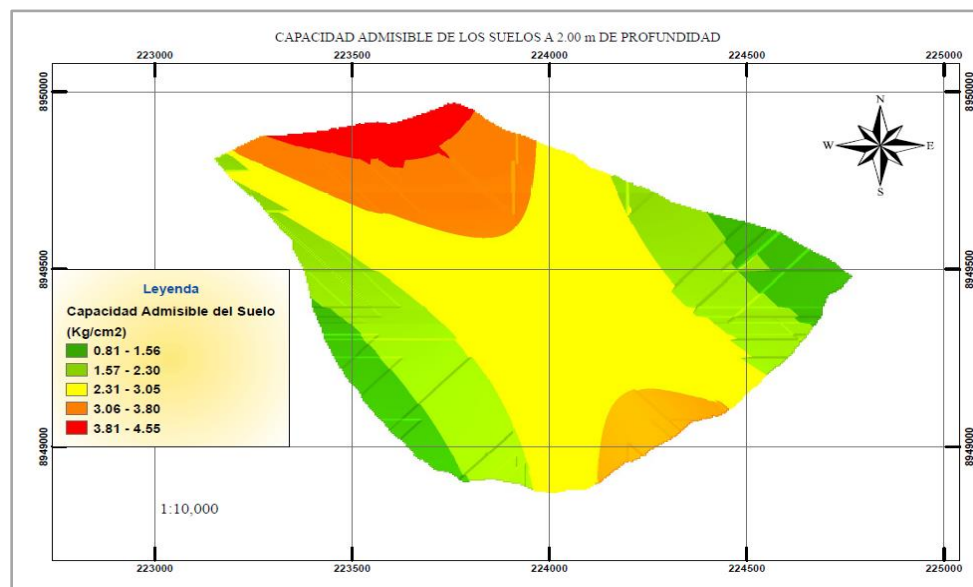 CAPACIDAD ADMISIBLE DE LOS SUELOS A 2.00 m DE PROFUNDIDAD
223000 223500 224000 224500 225000
8950000 8950000
N
W E
S
8949500 8949500
Leyenda
Capacidad Admisible del Suelo
(Kg/cm2)
0.81 - 1.56
1.57 - 2.30
2.31 - 3.05
3.06 - 3.80
3.81 - 4.55
8949000 8949000
1:10,000
223000 223500 224000 224500 225000